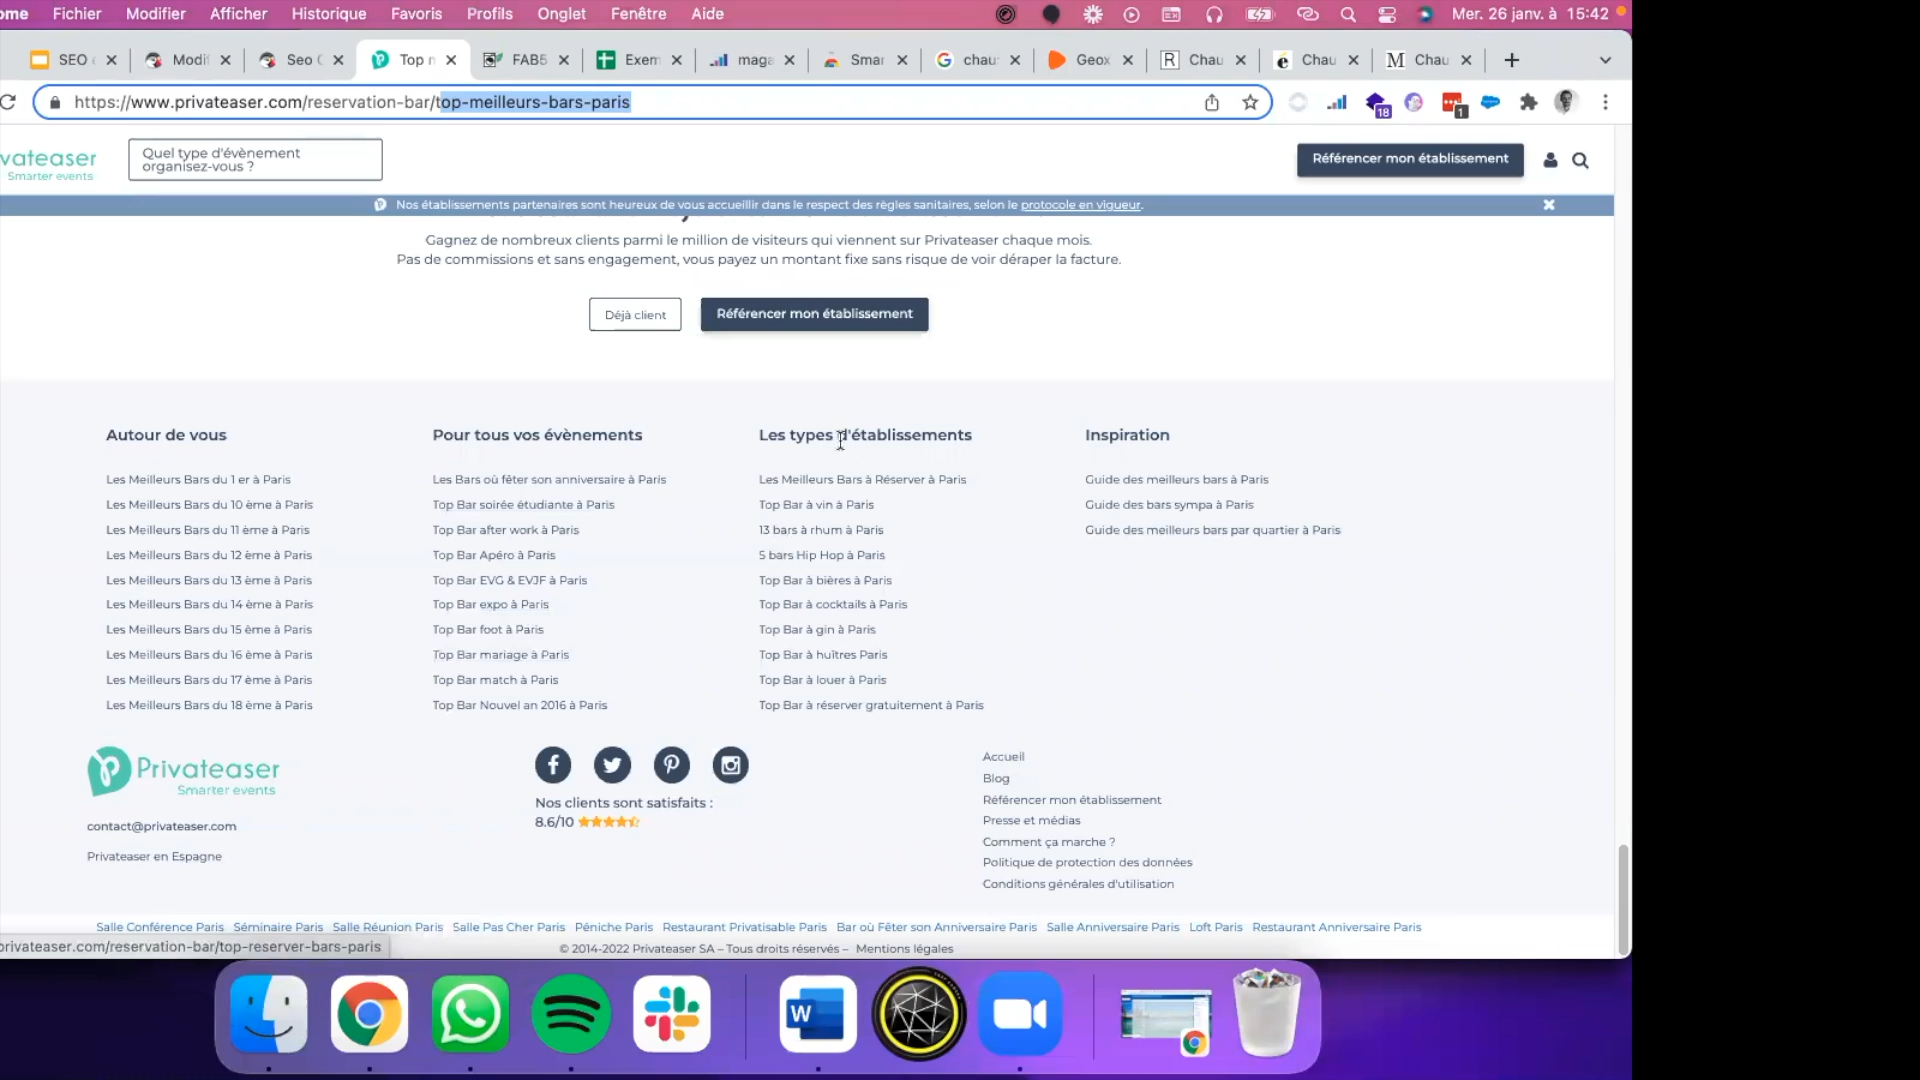 ome Fichier Modifier Afficher Historique Favoris Profils Onglet Fenêtre Aide Mer. 26 janv. à 15:42
SEO Modi Seo C Top n FAB5 Exem maga Smar chau Geox Chau Chau Chau
https://www.privateaser.com/reservation-bar/top-meilleurs-bars-paris
18
1
vateaser
Smarter events
Quel type d'évènement
organisez-vous ?
Référencer mon établissement
Nos établissements partenaires sont heureux de vous accueillir dans le respect des règles sanitaires, selon le protocole en vigueur.
Gagnez de nombreux clients parmi le million de visiteurs qui viennent sur Privateaser chaque mois.
Pas de commissions et sans engagement, vous payez un montant fixe sans risque de voir déraper la facture.
Déjà client
Référencer mon établissement
Autour de vous
Les Meilleurs Bars du 1 er à Paris
Les Meilleurs Bars du 10 ème à Paris
Les Meilleurs Bars du 11 ème à Paris
Les Meilleurs Bars du 12 ème à Paris
Les Meilleurs Bars du 13 ème à Paris
Les Meilleurs Bars du 14 ème à Paris
Les Meilleurs Bars du 15 ème à Paris
Les Meilleurs Bars du 16 ème à Paris
Les Meilleurs Bars du 17 ème à Paris
Les Meilleurs Bars du 18 ème à Paris
Pour tous vos évènements
Les Bars où fêter son anniversaire à Paris
Top Bar soirée étudiante à Paris
Top Bar after work à Paris
Top Bar Apéro à Paris
Top Bar EVG & EVJF à Paris
Top Bar expo à Paris
Top Bar foot à Paris
Top Bar mariage à Paris
Top Bar match à Paris
Top Bar Nouvel an 2016 à Paris
Les types d'établissements
Les Meilleurs Bars à Réserver à Paris
Top Bar à vin à Paris
13 bars à rhum à Paris
5 bars Hip Hop à Paris
Top Bar à bières à Paris
Top Bar à cocktails à Paris
Top Bar à gin à Paris
Top Bar à huîtres Paris
Top Bar à louer à Paris
Top Bar à réserver gratuitement à Paris
Inspiration
Guide des meilleurs bars à Paris
Guide des bars sympa à Paris
Guide des meilleurs bars par quartier à Paris
Privateaser
Smarter events
contact@privateaser.com
Privateaser en Espagne
Nos clients sont satisfaits :
8.6/10
Accueil
Blog
Référencer mon établissement
Presse et médias
Comment ça marche ?
Politique de protection des données
Conditions générales d'utilisation
Salle Conférence Paris Séminaire Paris Salle Réunion Paris Salle Pas Cher Paris Péniche Paris Restaurant Privatisable Paris Bar où Fêter son Anniversaire Paris Salle Anniversaire Paris Loft Paris Restaurant Anniversaire Paris
privateaser.com/reservation-bar/top-reserver-bars-paris
© 2014-2022 Privateaser SA – Tous droits réservés – Mentions légales
W